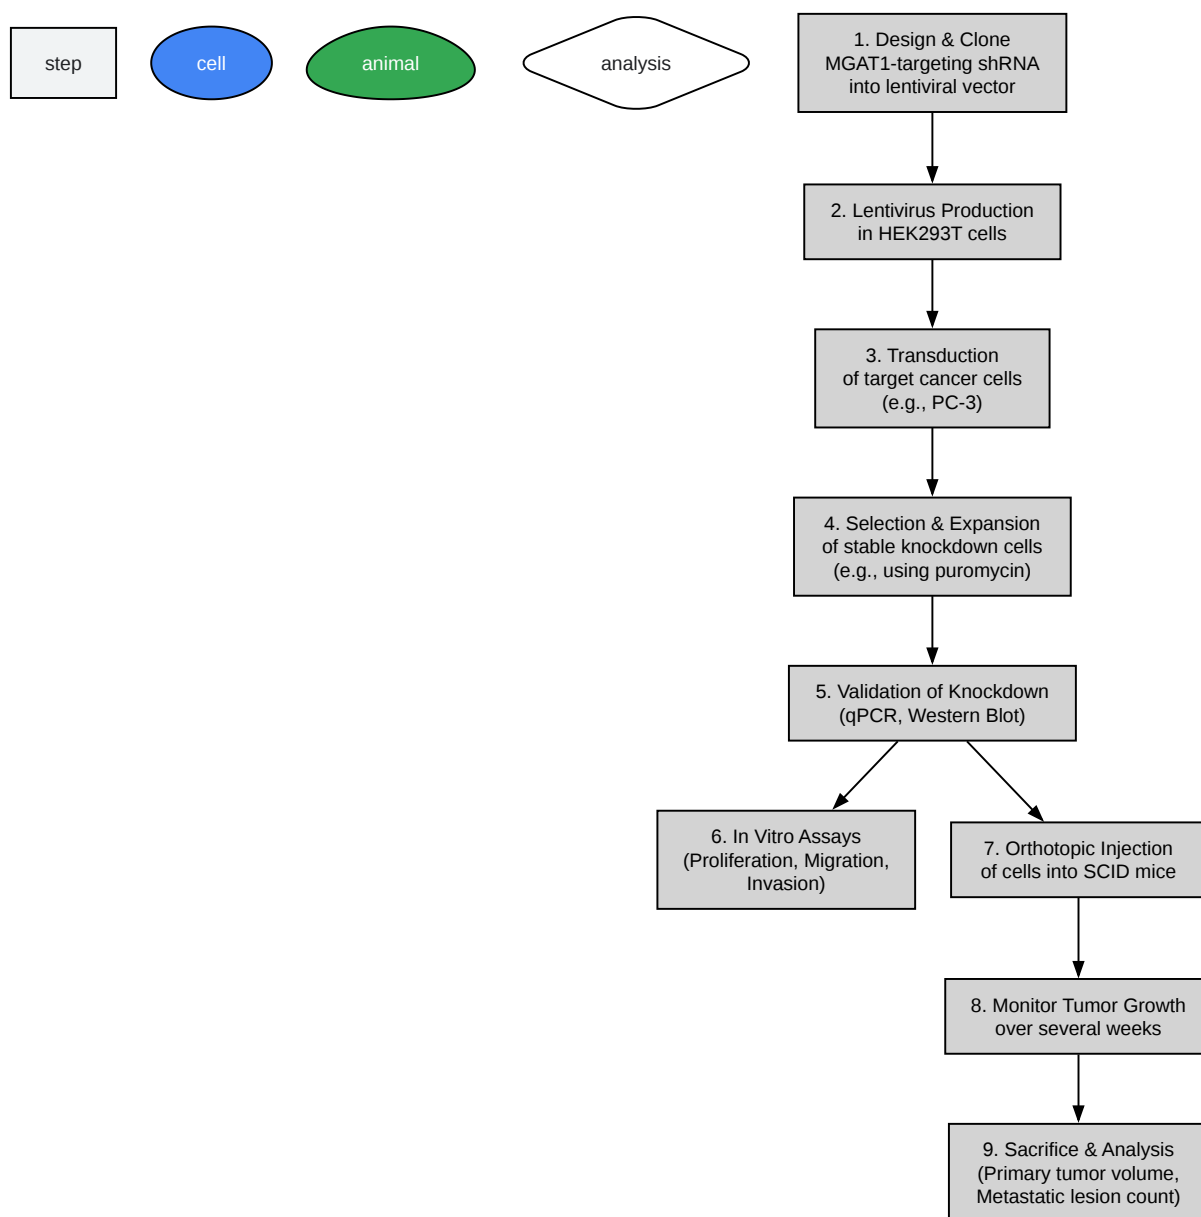 step
cell
animal
analysis
1. Design & Clone
MGAT1-targeting shRNA
into lentiviral vector
2. Lentivirus Production
in HEK293T cells
3. Transduction
of target cancer cells
(e.g., PC-3)
4. Selection & Expansion
of stable knockdown cells
(e.g., using puromycin)
5. Validation of Knockdown
(qPCR, Western Blot)
6. In Vitro Assays
(Proliferation, Migration,
Invasion)
7. Orthotopic Injection
of cells into SCID mice
8. Monitor Tumor Growth
over several weeks
9. Sacrifice & Analysis
(Primary tumor volume,
Metastatic lesion count)